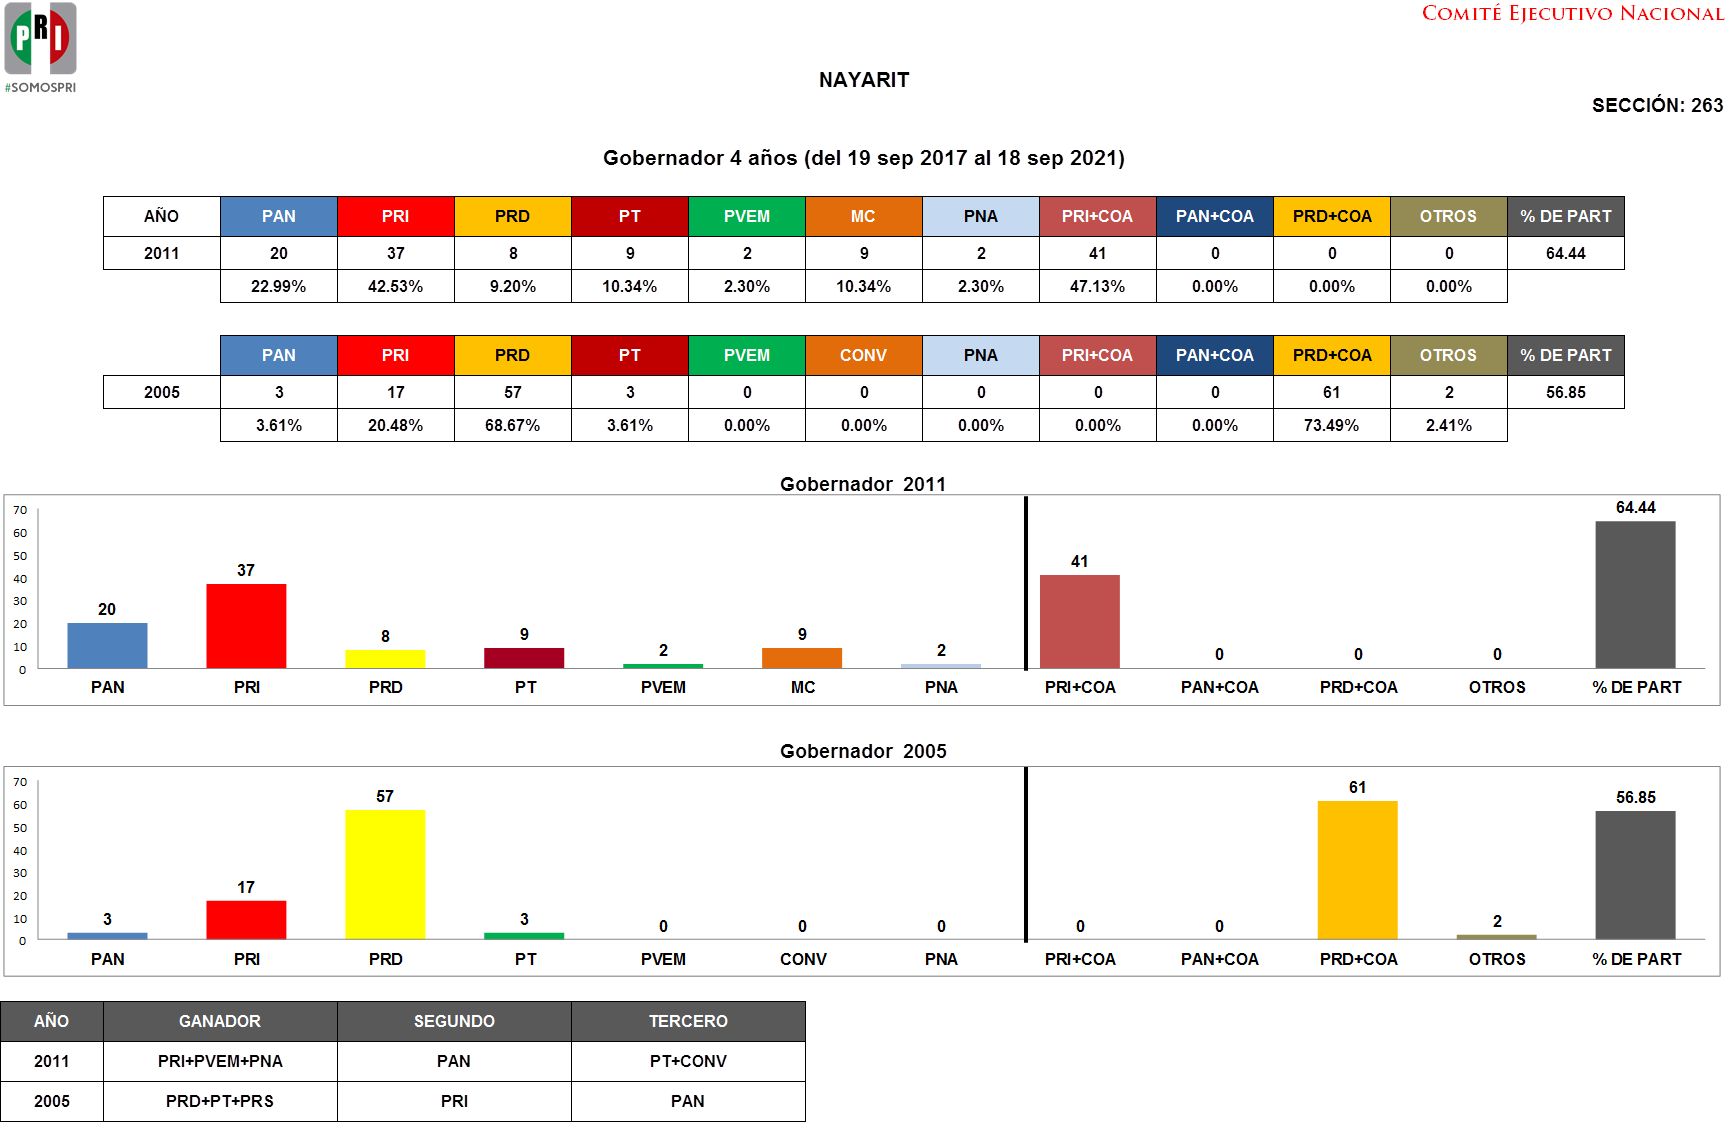 PRI
#SOMOSPRI
COMITÉ EJECUTIVO NACIONAL
NAYARIT
SECCIÓN: 263
Gobernador 4 años (del 19 sep 2017 al 18 sep 2021)
AÑO PAN PRI PRD PT PVEM MC PNA PRI+COA PAN+COA PRD+COA OTROS % DE PART
2011 20 37 8 9 2 9 2 41 0 0 0 64.44
22.99% 42.53% 9.20% 10.34% 2.30% 10.34% 2.30% 47.13% 0.00% 0.00% 0.00%
PAN PRI PRD PT PVEM CONV PNA PRI+COA PAN+COA PRD+COA OTROS % DE PART
2005 3 17 57 3 0 0 0 0 0 61 2 56.85
3.61% 20.48% 68.67% 3.61% 0.00% 0.00% 0.00% 0.00% 0.00% 73.49% 2.41%
Gobernador 2011
70
60
50
40
30
20
10
0
20 37 8 9 2 9 2 41 0 0 0 64.44
PAN PRI PRD PT PVEM MC PNA PRI+COA PAN+COA PRD+COA OTROS % DE PART
Gobernador 2005
70
60
50
40
30
20
10
0
3 17 57 3 0 0 0 0 0 61 2 56.85
PAN PRI PRD PT PVEM CONV PNA PRI+COA PAN+COA PRD+COA OTROS % DE PART
AÑO GANADOR SEGUNDO TERCERO
2011 PRI+PVEM+PNA PAN PT+CONV
2005 PRD+PT+PRS PRI PAN